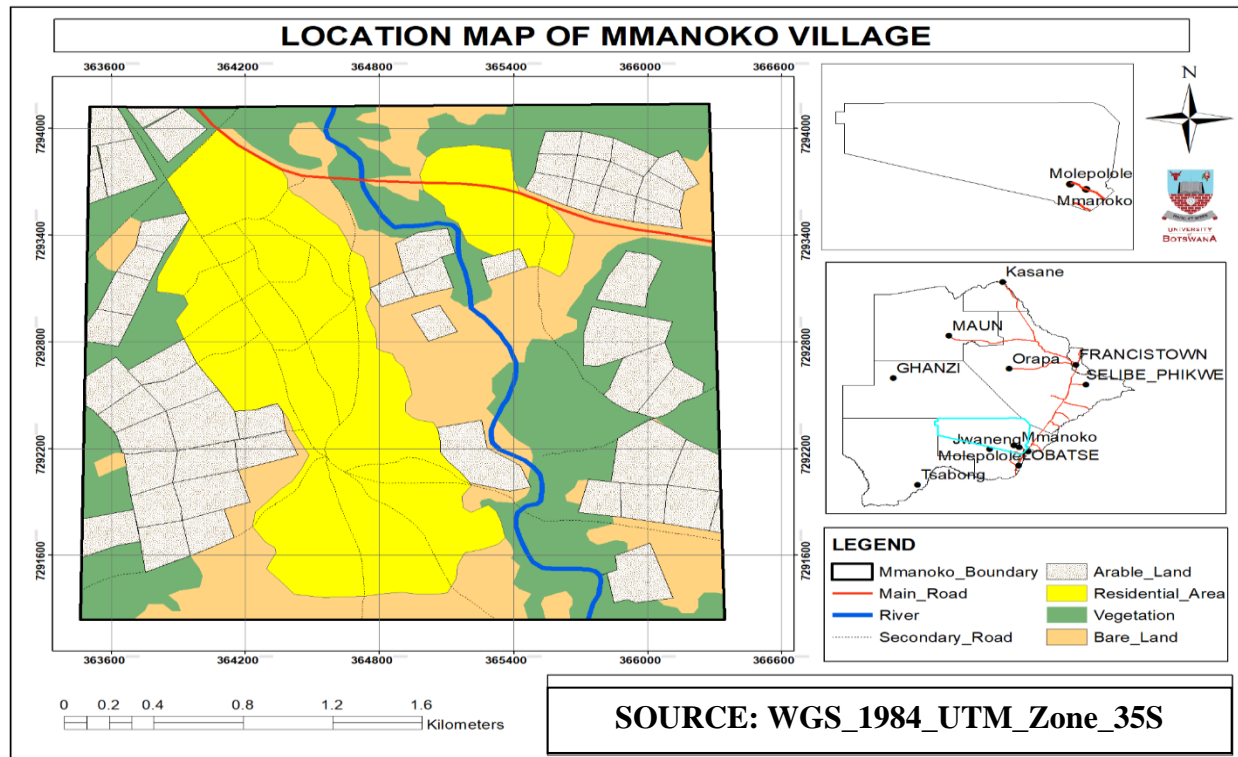 LOCATION MAP OF MMANOKO VILLAGE
363600 364200 364800 365400 366000 366600
7294000 7294000
7293400 7293400
7292800 7292800
7292200 7292200
7291600 7291600
363600 364200 364800 365400 366000 366600
0 0.2 0.4 0.8 1.2 1.6
Kilometers
N
Molepolole
Mmanoko
UNIVERSITY
OF
BOTSWANA
Kasane
MAUN
Orapa
FRANCISTOWN
GHANZI
SELIBE_PHIKWE
Jwaneng
Mmanoko
Molepolole
LOBATSE
Tsabong
LEGEND
Mmanoko_Boundary
Main_Road
River
Secondary_Road
Arable_Land
Residential_Area
Vegetation
Bare_Land
SOURCE: WGS_1984_UTM_Zone_35S